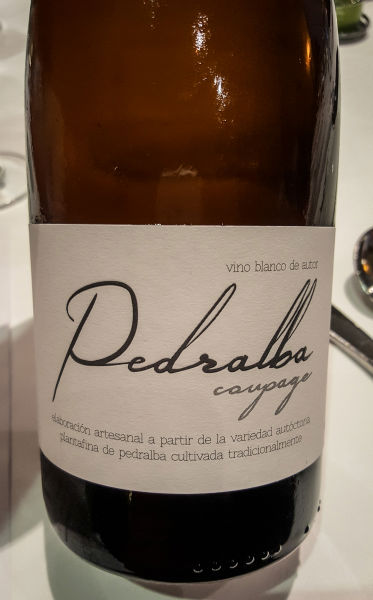 vino blanco de autor
Pedralba
coupage
elaboración artesanal a partir de la variedad autóctona
plantafina de pedralba cultivada tradicionalmente